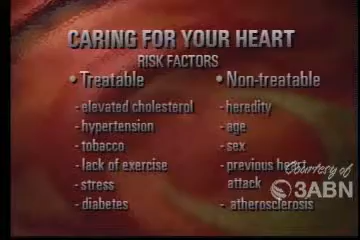 CARING FOR YOUR HEART
RISK FACTORS
• Treatable
- elevated cholesterol
- hypertension
- tobacco
- lack of exercise
- stress
- diabetes
• Non-treatable
- heredity
- age
- sex
- previous heart
attack
- atherosclerosis
Courtesy of
3ABN